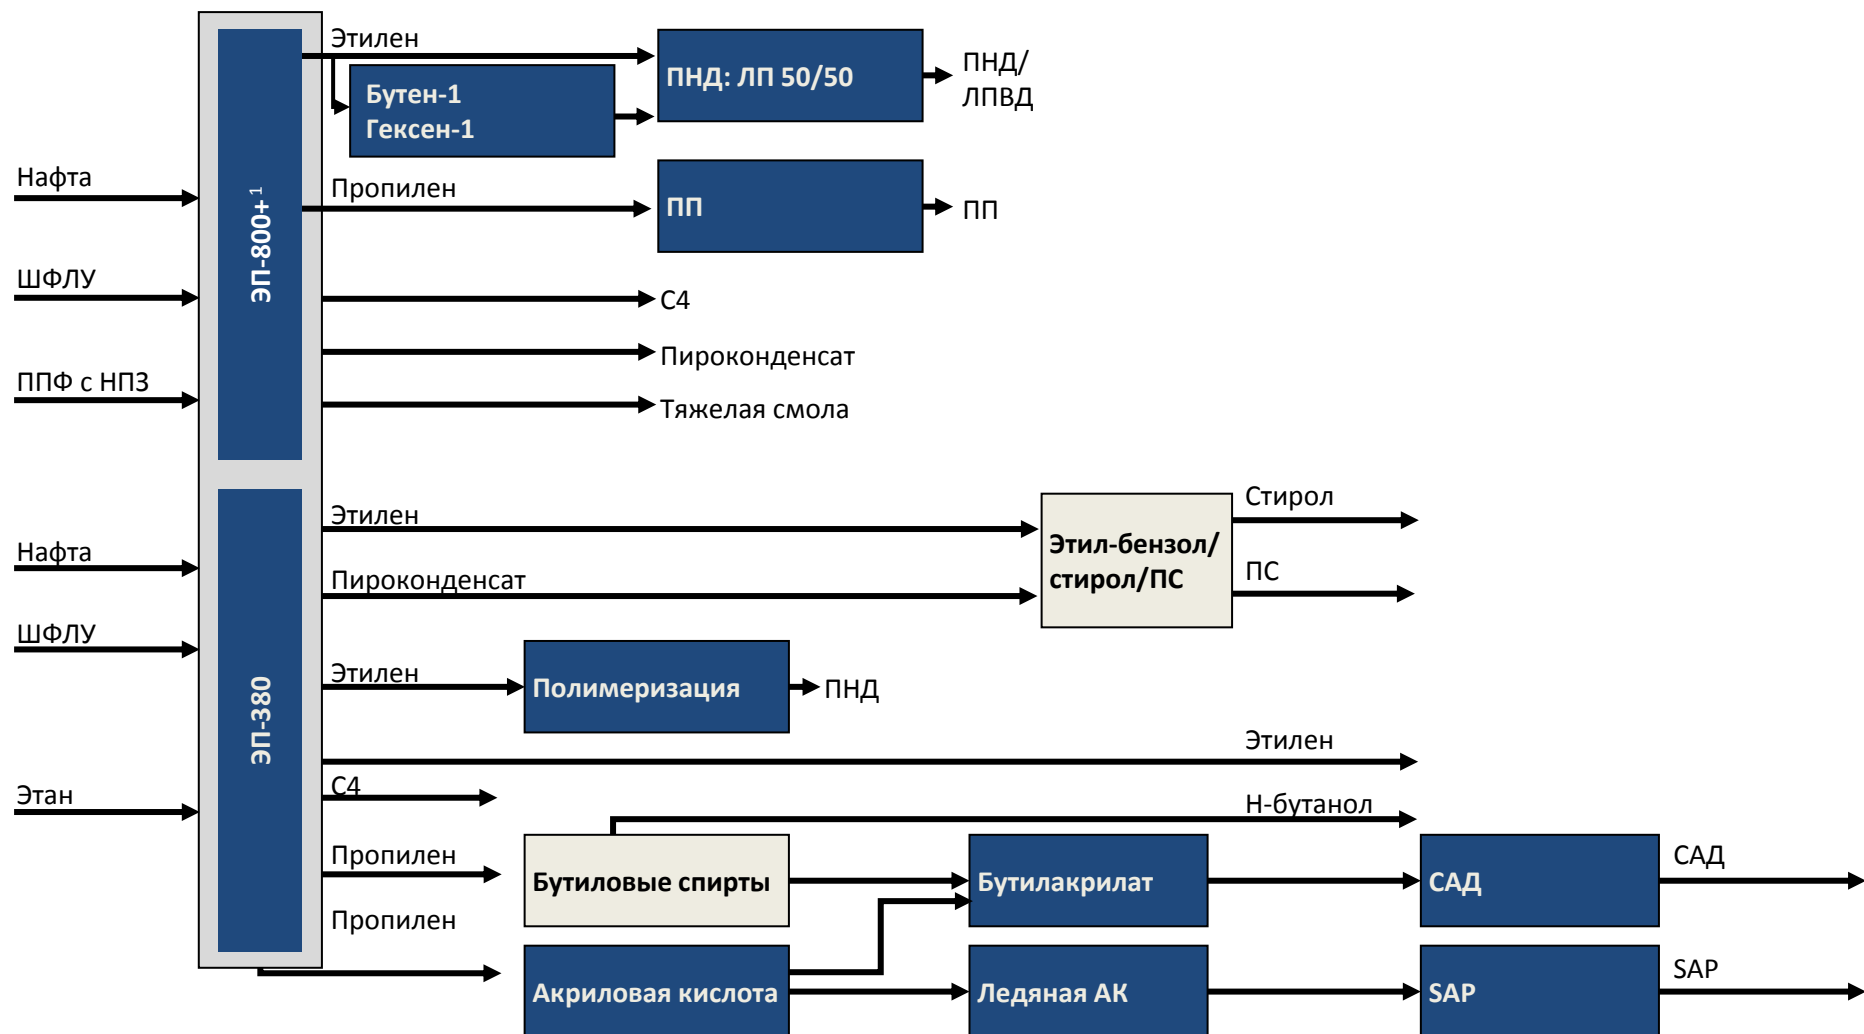 Этилен
ПНД: ЛП 50/50
ПНД/
ЛПВД
Бутен-1
Гексен-1
Нафта
ЭП-800+1
Пропилен
ПП
ПП
ШФЛУ
С4
Пироконденсат
ППФ с НПЗ
Тяжелая смола
Этилен
Стирол
Этил-бензол/
стирол/ПС
Нафта
Пироконденсат
ПС
ШФЛУ
ЭП-380
Этилен
Полимеризация
ПНД
Этилен
Этан
С4
Н-бутанол
Пропилен
Бутиловые спирты
Бутилакрилат
САД
САД
Пропилен
Акриловая кислота
Ледяная АК
SAP
SAP